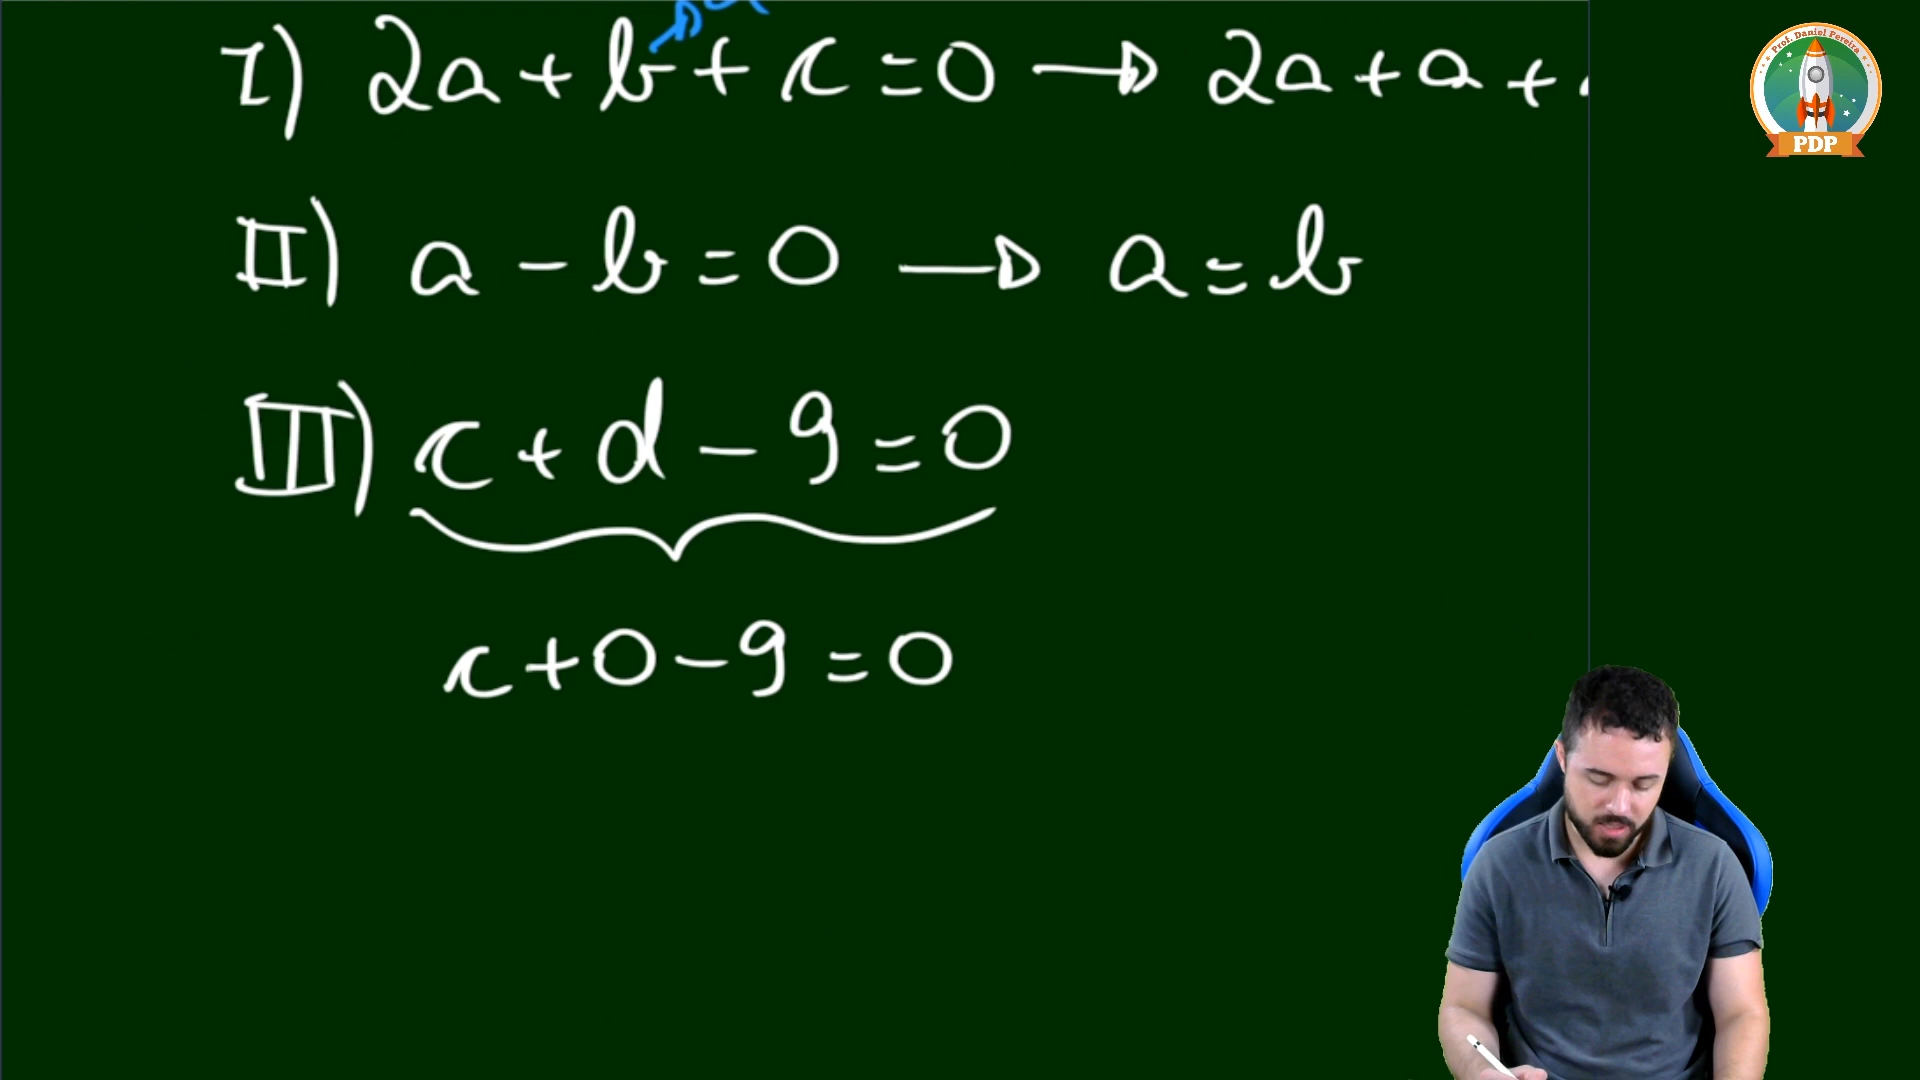 I) 2a + b + c = 0 → 2a + a +
II) a - b = 0 → a = b
III) c + d - 9 = 0
c + 0 - 9 = 0
Prof. Daniel Pereira
PDP